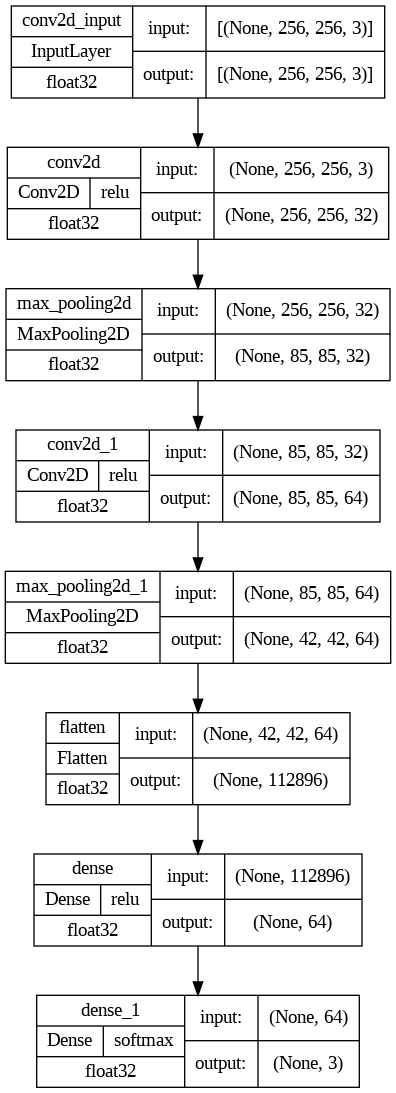 conv2d_input input: [(None, 256, 256, 3)]
InputLayer
float32 output: [(None, 256, 256, 3)]
conv2d input: (None, 256, 256, 3)
Conv2D relu
float32 output: (None, 256, 256, 32)
max_pooling2d input: (None, 256, 256, 32)
MaxPooling2D
float32 output: (None, 85, 85, 32)
conv2d_1 input: (None, 85, 85, 32)
Conv2D relu
float32 output: (None, 85, 85, 64)
max_pooling2d_1 input: (None, 85, 85, 64)
MaxPooling2D
float32 output: (None, 42, 42, 64)
flatten input: (None, 42, 42, 64)
Flatten
float32 output: (None, 112896)
dense input: (None, 112896)
Dense relu
float32 output: (None, 64)
dense_1 input: (None, 64)
Dense softmax
float32 output: (None, 3)